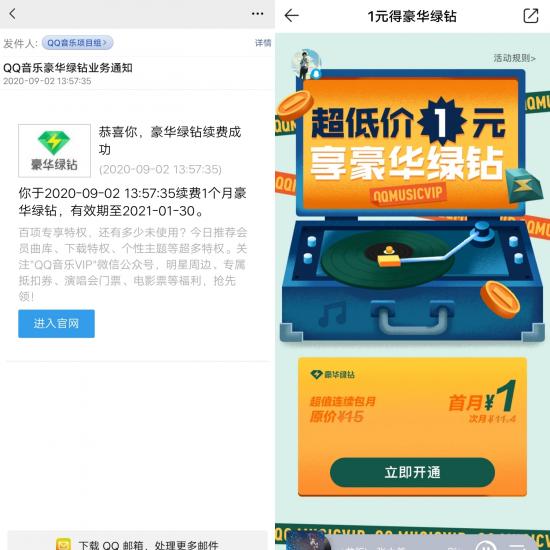 发件人: QQ音乐项目组> 详情
QQ音乐豪华绿钻业务通知
2020-09-02 13:57:35
豪华绿钻
恭喜你，豪华绿钻续费成
功
(2020-09-02 13:57:35)
你于2020-09-02 13:57:35续费1个月豪
华绿钻，有效期至2021-01-30。
百项专享特权，还有多少未使用？今日推荐会
员曲库、下载特权、个性主题等超多特权。关
注"QQ音乐VIP"微信公众号，明星周边、专属
抵扣券、演唱会门票、电影票等福利，抢先
领！
进入官网
下载 QQ 邮箱，处理更多邮件
1元得豪华绿钻
活动规则>
超低价1元
享豪华绿钻
QQMUSICVIP
豪华绿钻
超值连续包月
原价¥15
首月¥1
次月¥11.4
立即开通